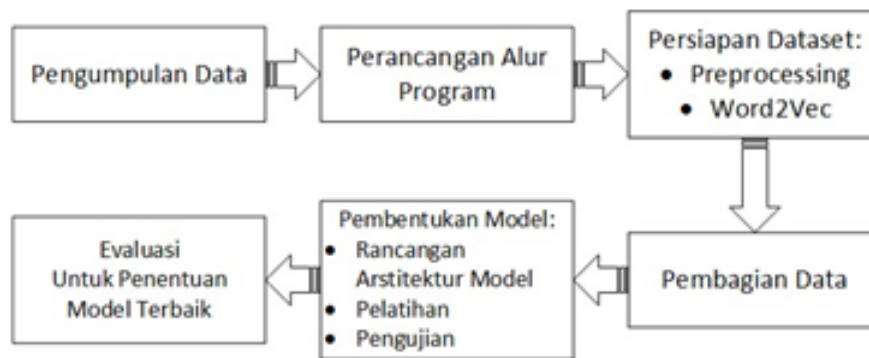 Pengumpulan Data
Perancangan Alur
Program
Persiapan Dataset:
• Preprocessing
• Word2Vec
Pembagian Data
Pembentukan Model:
• Rancangan
Arstitektur Model
• Pelatihan
• Pengujian
Evaluasi
Untuk Penentuan
Model Terbaik